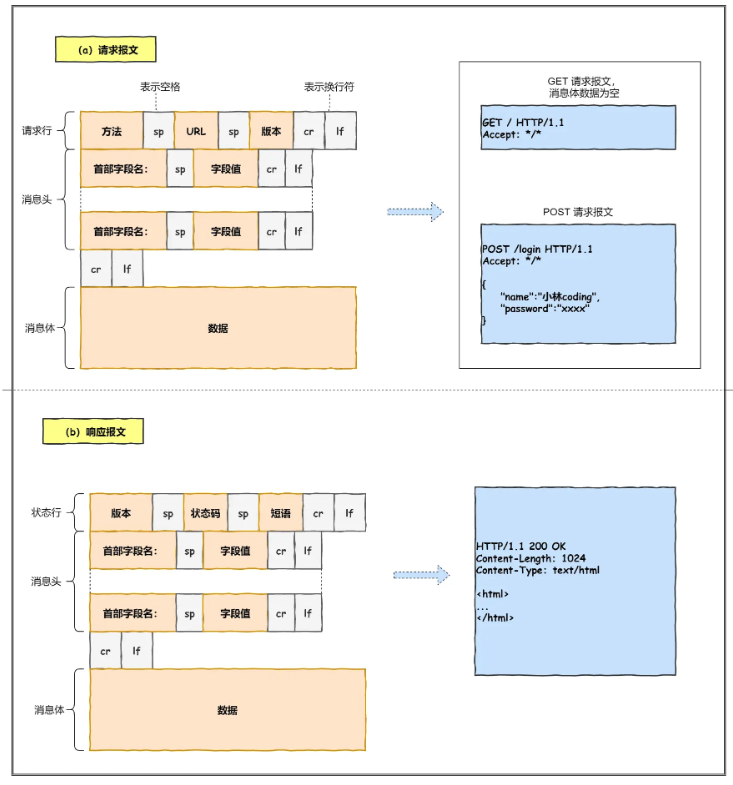 (a) 请求报文
表示空格
表示换行符
请求行
方法 sp URL sp 版本 cr lf
消息头
首部字段名: sp 字段值 cr lf
首部字段名: sp 字段值 cr lf
cr lf
消息体
数据
GET 请求报文,
消息体数据为空
GET / HTTP/1.1
Accept: */*
POST 请求报文
POST /login HTTP/1.1
Accept: */*
{
"name":"小林coding",
"password":"xxxx"
}
(b) 响应报文
状态行
版本 sp 状态码 sp 短语 cr lf
消息头
首部字段名: sp 字段值 cr lf
首部字段名: sp 字段值 cr lf
cr lf
消息体
数据
HTTP/1.1 200 OK
Content-Length: 1024
Content-Type: text/html
<html>
...
</html>